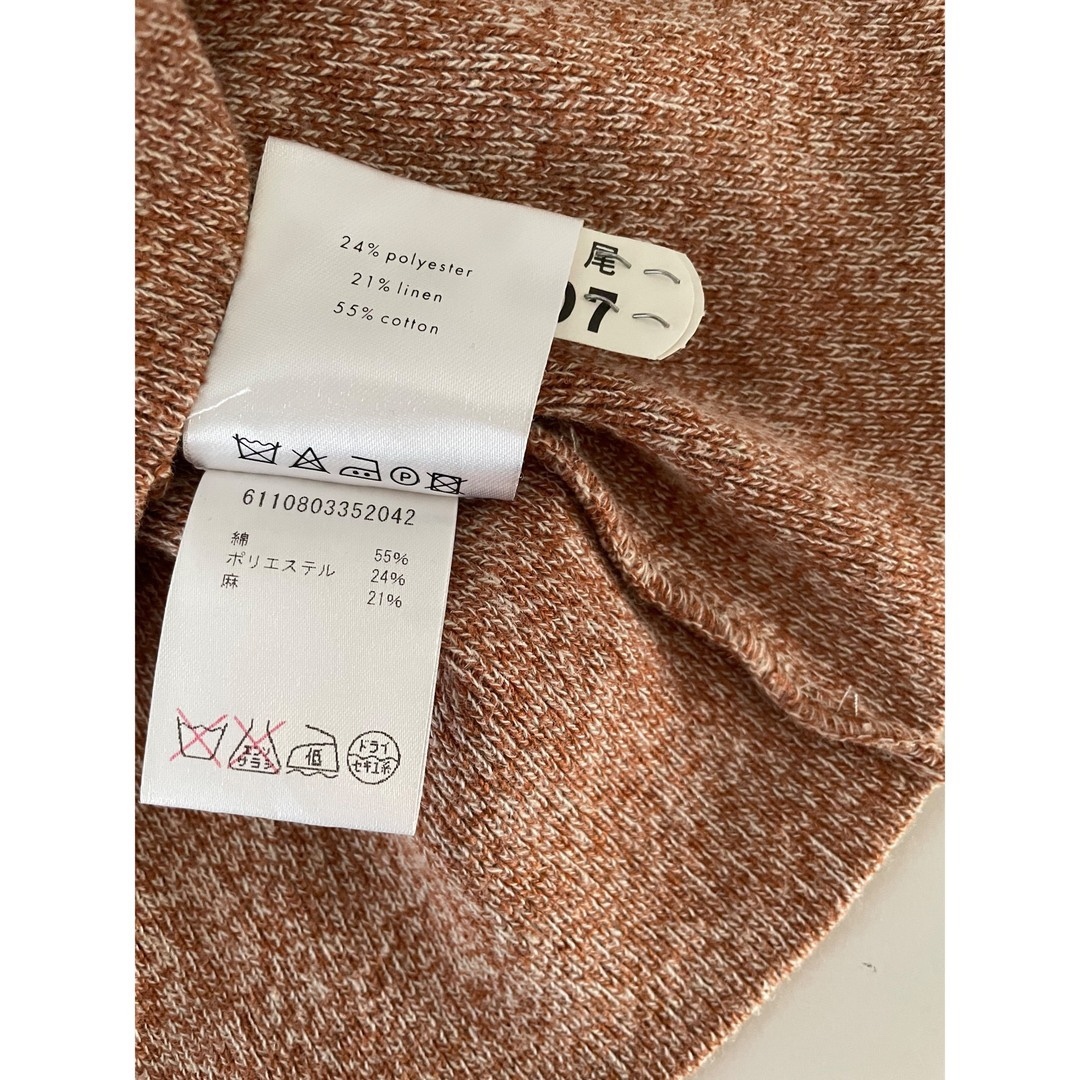 24% polyester
21% linen
55% cotton
尾
07
P
6110803352042
綿 55%
ポリエステル 24%
麻 21%
エンソ
サラシ
低
ドライ
セキユ系